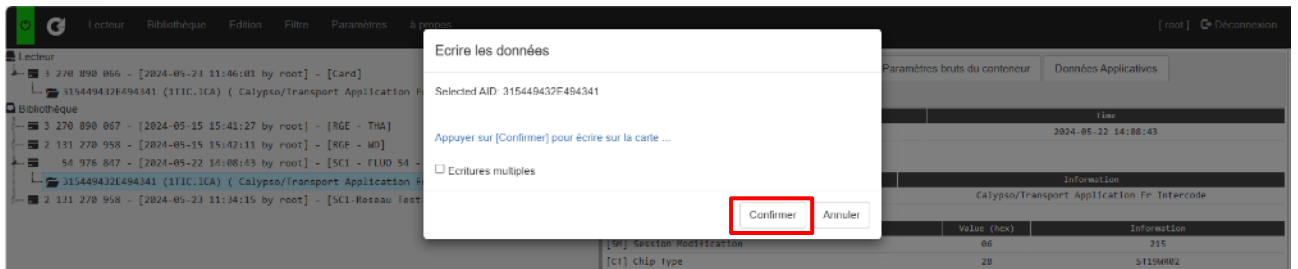 Lecteur Bibliothèque Edition Filtre Paramètres à propos [ root ] Déconnexion
Ecrire les données
Lecteur
3 270 890 066 - [2024-05-23 11:46:01 by root] - [Card]
315449432E494341 (1TIC.ICA) ( Calypso/Transport Application
Bibliothèque
3 270 890 067 - [2024-05-15 15:41:27 by root] - [RGE - THA]
2 131 270 958 - [2024-05-15 15:42:11 by root] - [RGE - WD]
54 976 847 - [2024-05-22 14:08:43 by root] - [SC1 - FLUO 54 -
315449432E494341 (1TIC.ICA) ( Calypso/Transport Application
2 131 270 958 - [2024-05-23 11:34:15 by root] - [SC1-Reseau Test
Selected AID: 315449432E494341
Appuyer sur [Confirmer] pour écrire sur la carte ...
Ecritures multiples
Confirmer Annuler
Paramètres bruts du conteneur Données Applicatives
Time
2024-05-22 14:08:43
Information
Calypso/Transport Application Fr Intercode
Value (hex) Information
[SM] Session Modification 06 215
[CT] Chip Type 2B ST19WR02